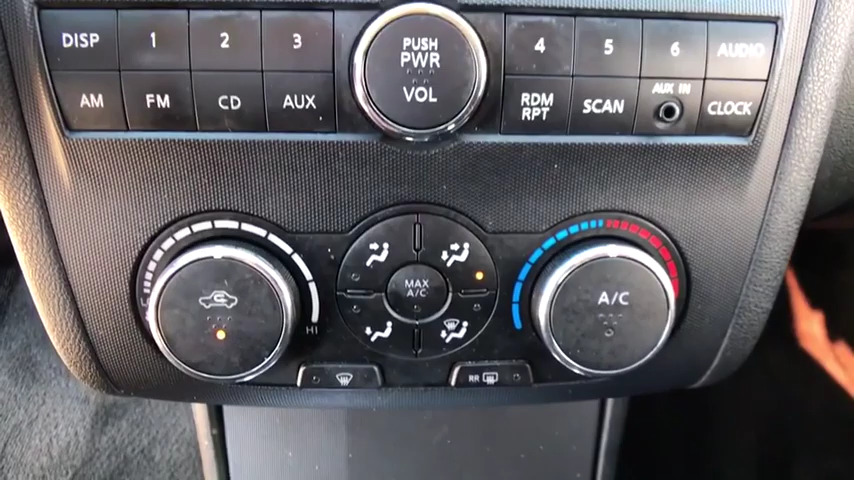 DISP 1 2 3 PUSH PWR VOL 4 5 6 AUDIO
AM FM CD AUX RDM RPT SCAN AUX IN CLOCK
LO HI
MAX A/C
A/C
RR